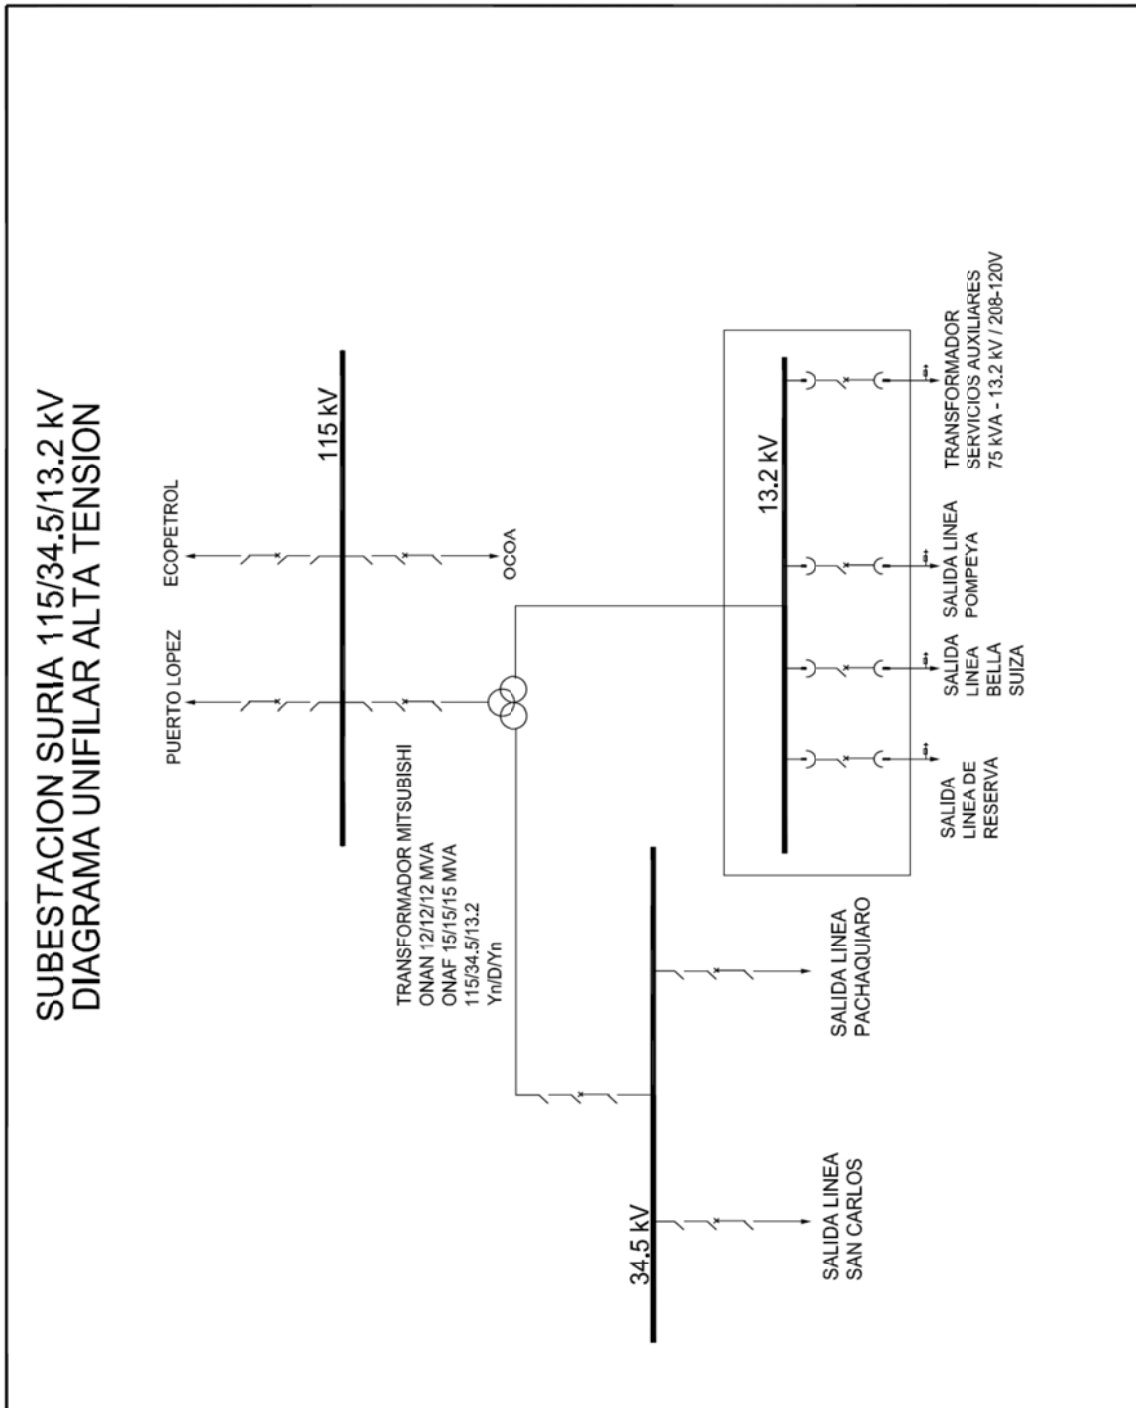 SUBESTACION SURIA 115/34.5/13.2 kV
DIAGRAMA UNIFILAR ALTA TENSION
PUERTO LOPEZ
ECOPETROL
115 kV
OCOA
TRANSFORMADOR MITSUBISHI
ONAN 12/12/12 MVA
ONAF 15/15/15 MVA
115/34.5/13.2
Yn/D/Yn
34.5 kV
13.2 kV
SALIDA LINEA
SAN CARLOS
SALIDA LINEA
PACHAQUIARO
SALIDA
LINEA DE
RESERVA
SALIDA
LINEA
BELLA
SUIZA
SALIDA LINEA
POMPEYA
TRANSFORMADOR
SERVICIOS AUXILIARES
75 kVA - 13.2 kV / 208-120V